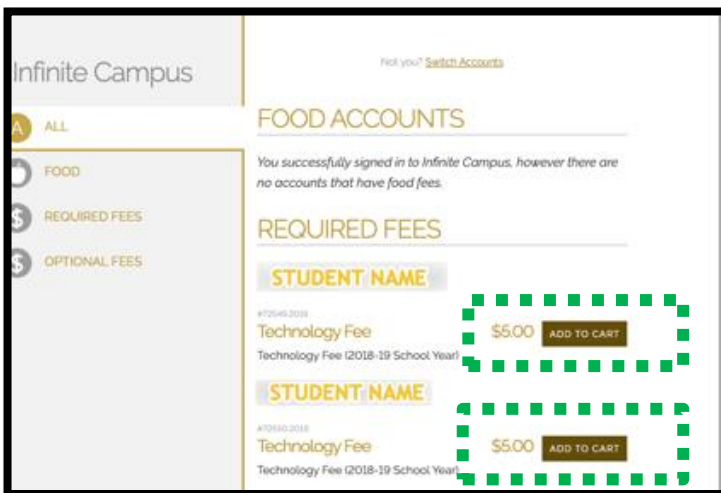 Infinite Campus
Not you? Switch Accounts
A ALL
FOOD
$ REQUIRED FEES
$ OPTIONAL FEES
FOOD ACCOUNTS
You successfully signed in to Infinite Campus, however there are
no accounts that have food fees.
REQUIRED FEES
STUDENT NAME
Technology Fee $5.00 ADD TO CART
Technology Fee (2018-19 School Year)
STUDENT NAME
Technology Fee $5.00 ADD TO CART
Technology Fee (2018-19 School Year)